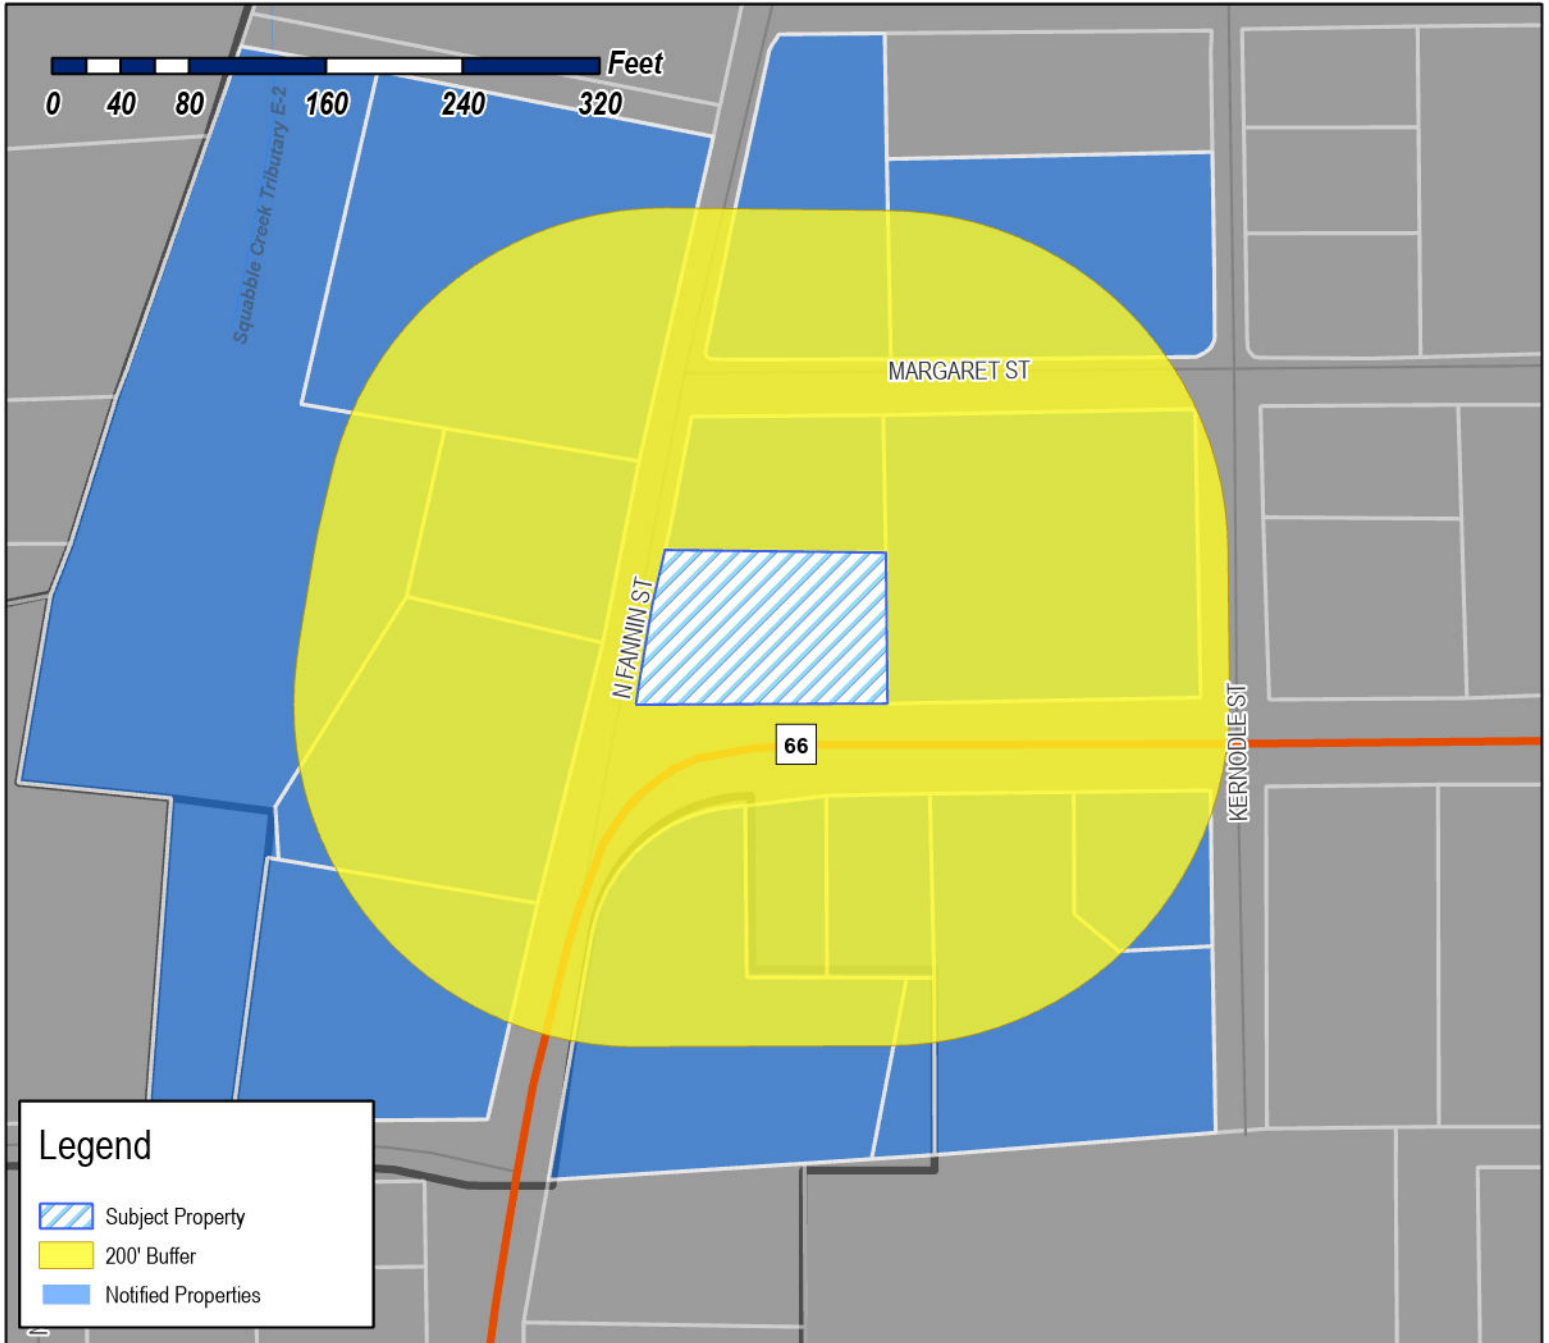 Feet
0 40 80 160 240 320
Squabble Creek Tributary E-2
MARGARET ST
N FANNIN ST
66
KERNODLE ST
Legend
Subject Property
200' Buffer
Notified Properties